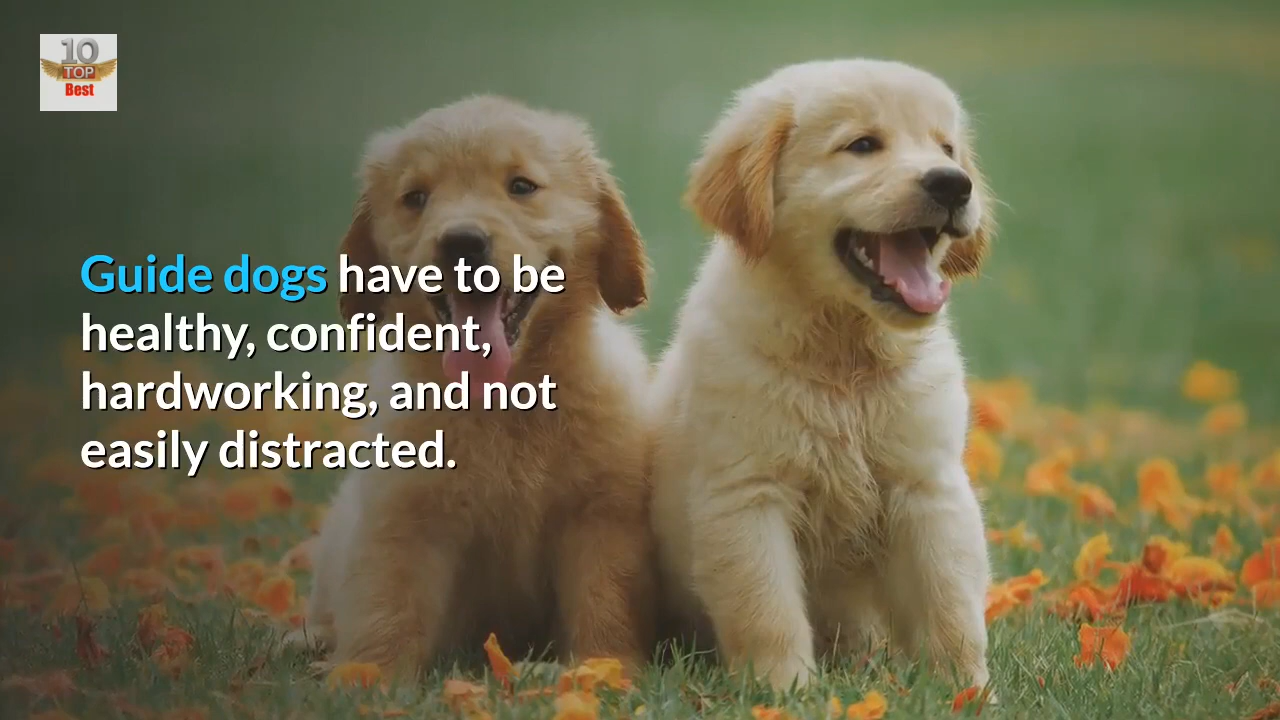 10
TOP
Best
Guide dogs have to be
healthy, confident,
hardworking, and not
easily distracted.